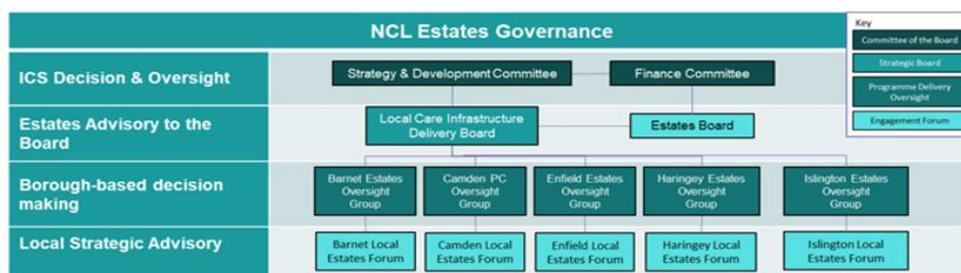 NCL Estates Governance
Key
Committee of the Board
Strategic Board
Programme Delivery
Oversight
Engagement Forum
ICS Decision & Oversight
Strategy & Development Committee
Finance Committee
Estates Advisory to the
Board
Local Care Infrastructure
Delivery Board
Estates Board
Borough-based decision
making
Barnet Estates
Oversight
Group
Camden PC
Oversight
Group
Enfield Estates
Oversight
Group
Haringey Estates
Oversight
Group
Islington Estates
Oversight
Group
Local Strategic Advisory
Barnet Local
Estates Forum
Camden Local
Estates Forum
Enfield Local
Estates Forum
Haringey Local
Estates Forum
Islington Local
Estates Forum